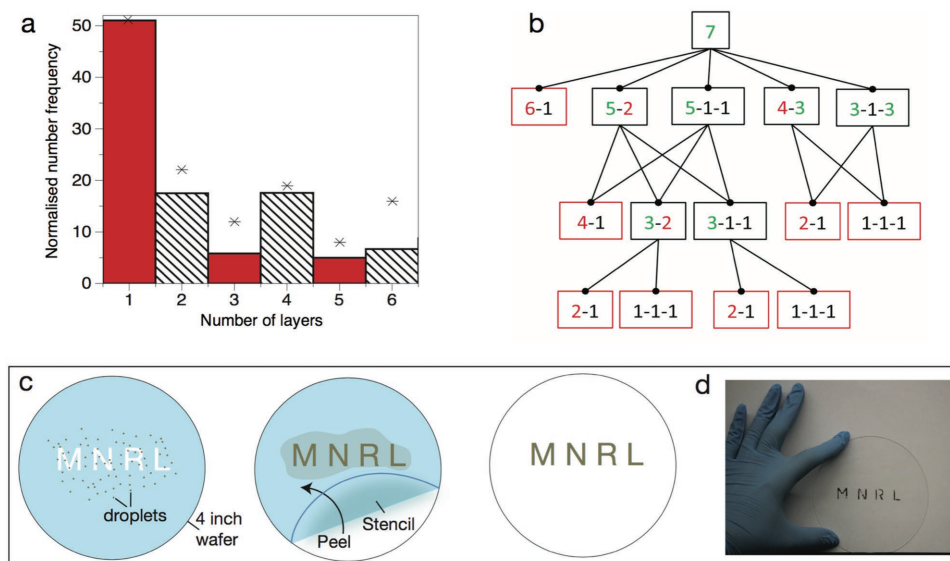 a
Normalised number frequency
50
40
30
20
10
0
1 2 3 4 5 6
Number of layers
b
7
6-1 5-2 5-1-1 4-3 3-1-3
4-1 3-2 3-1-1 2-1 1-1-1
2-1 1-1-1 2-1 1-1-1
c
MNRL
droplets
4 inch
wafer
MNRL
Peel
Stencil
MNRL
d
MNRL